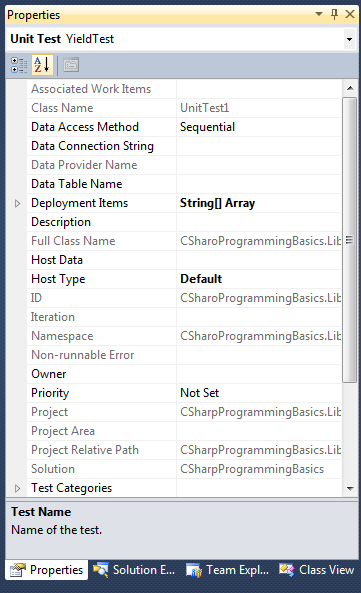 Properties
Unit Test YieldTest
A
Z
Associated Work Items
Class Name UnitTest1
Data Access Method Sequential
Data Connection String
Data Provider Name
Data Table Name
Deployment Items String[] Array
Description
Full Class Name CSharoProgrammingBasics.Lib
Host Data
Host Type Default
ID CSharoProgrammingBasics.Lib
Iteration
Namespace CSharoProgrammingBasics.Lib
Non-runnable Error
Owner
Priority Not Set
Project CSharpProgrammingBasics.Lib
Project Area
Project Relative Path CSharpProgrammingBasics.Lib
Solution CSharpProgrammingBasics
Test Categories
Test Name
Name of the test.
Properties Solution E... Team Expl... Class View